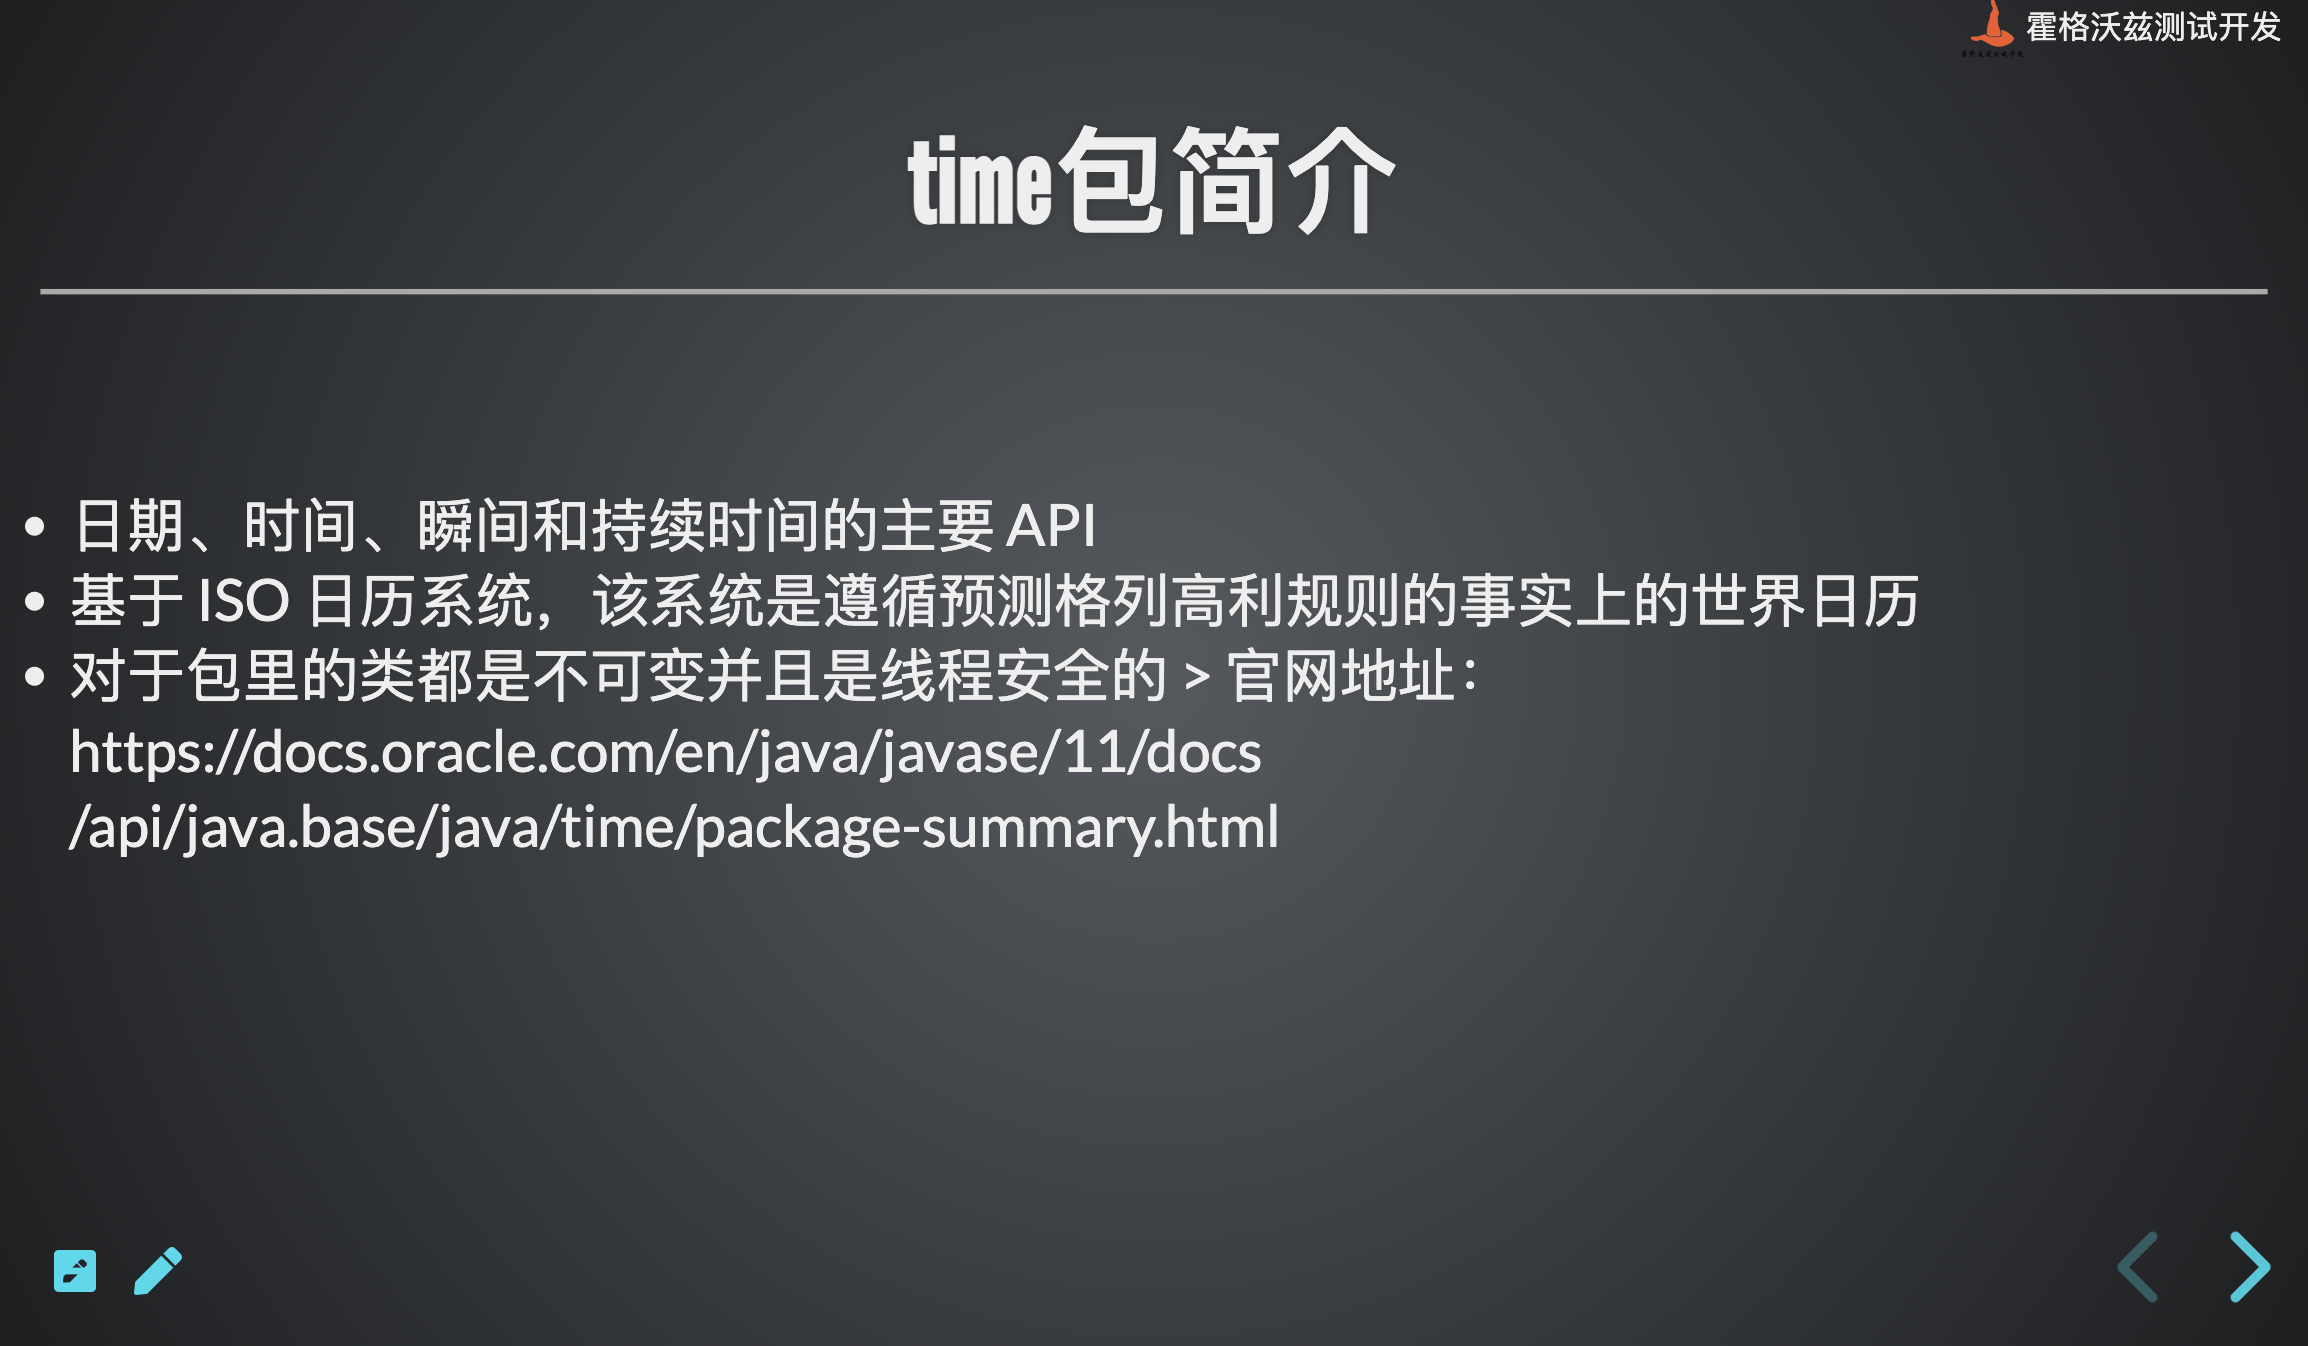 霍格沃兹测试开发
time包简介
日期、时间、瞬间和持续时间的主要 API
基于 ISO 日历系统，该系统是遵循预测格列高利规则的事实上的世界日历
对于包里的类都是不可变并且是线程安全的 > 官网地址：
https://docs.oracle.com/en/java/javase/11/docs
/api/java.base/java/time/package-summary.html